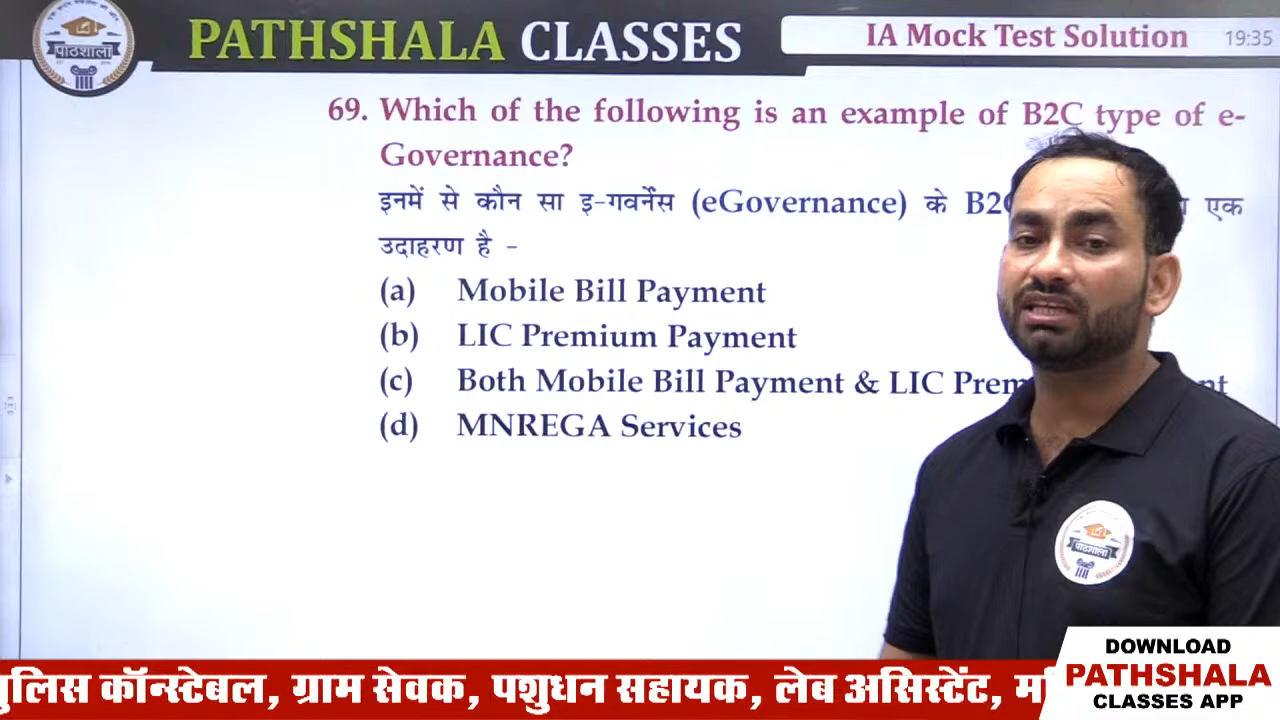 पाठशाला
PATHSHALA CLASSES
IA Mock Test Solution
19:35
69. Which of the following is an example of B2C type of e-
Governance?
इनमें से कौन सा इ-गवर्नेंस (eGovernance) के एक
उदाहरण है -
(a) Mobile Bill Payment
(b) LIC Premium Payment
(c) Both Mobile Bill Payment & LIC
(d) MNREGA Services
पाठशाला
कॉन्स्टेबल, ग्राम सेवक, पशुधन सहायक, लेब असिस्टेंट,
DOWNLOAD
PATHSHALA
CLASSES APP